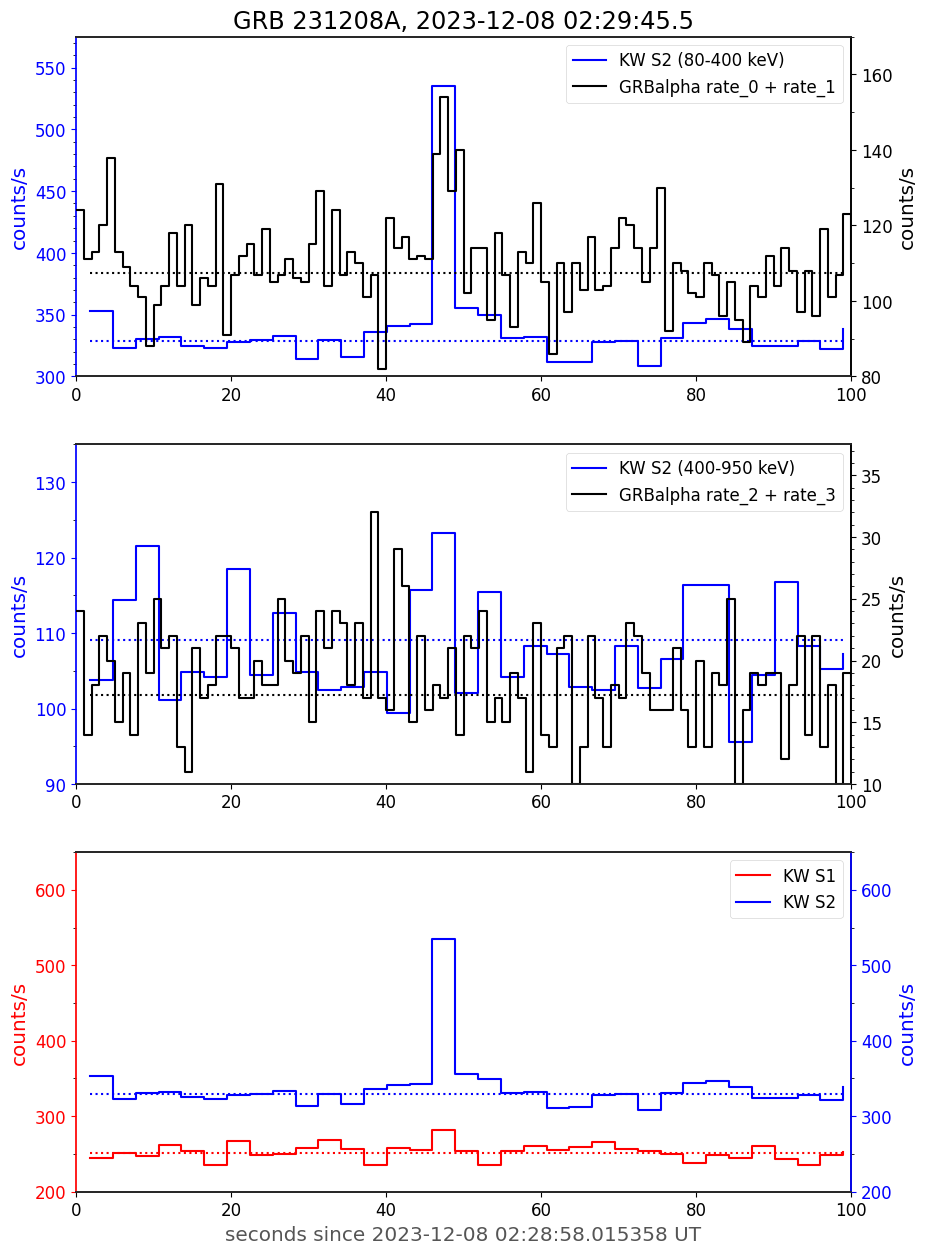 GRB 231208A, 2023-12-08 02:29:45.5
KW S2 (80-400 keV)
GRBalpha rate_0 + rate_1
counts/s
550
500
450
400
350
300
160
140
120
100
80
counts/s
0 20 40 60 80 100
KW S2 (400-950 keV)
GRBalpha rate_2 + rate_3
counts/s
130
120
110
100
90
35
30
25
20
15
10
counts/s
0 20 40 60 80 100
KW S1
KW S2
counts/s
600
500
400
300
200
600
500
400
300
200
counts/s
0 20 40 60 80 100
seconds since 2023-12-08 02:28:58.015358 UT